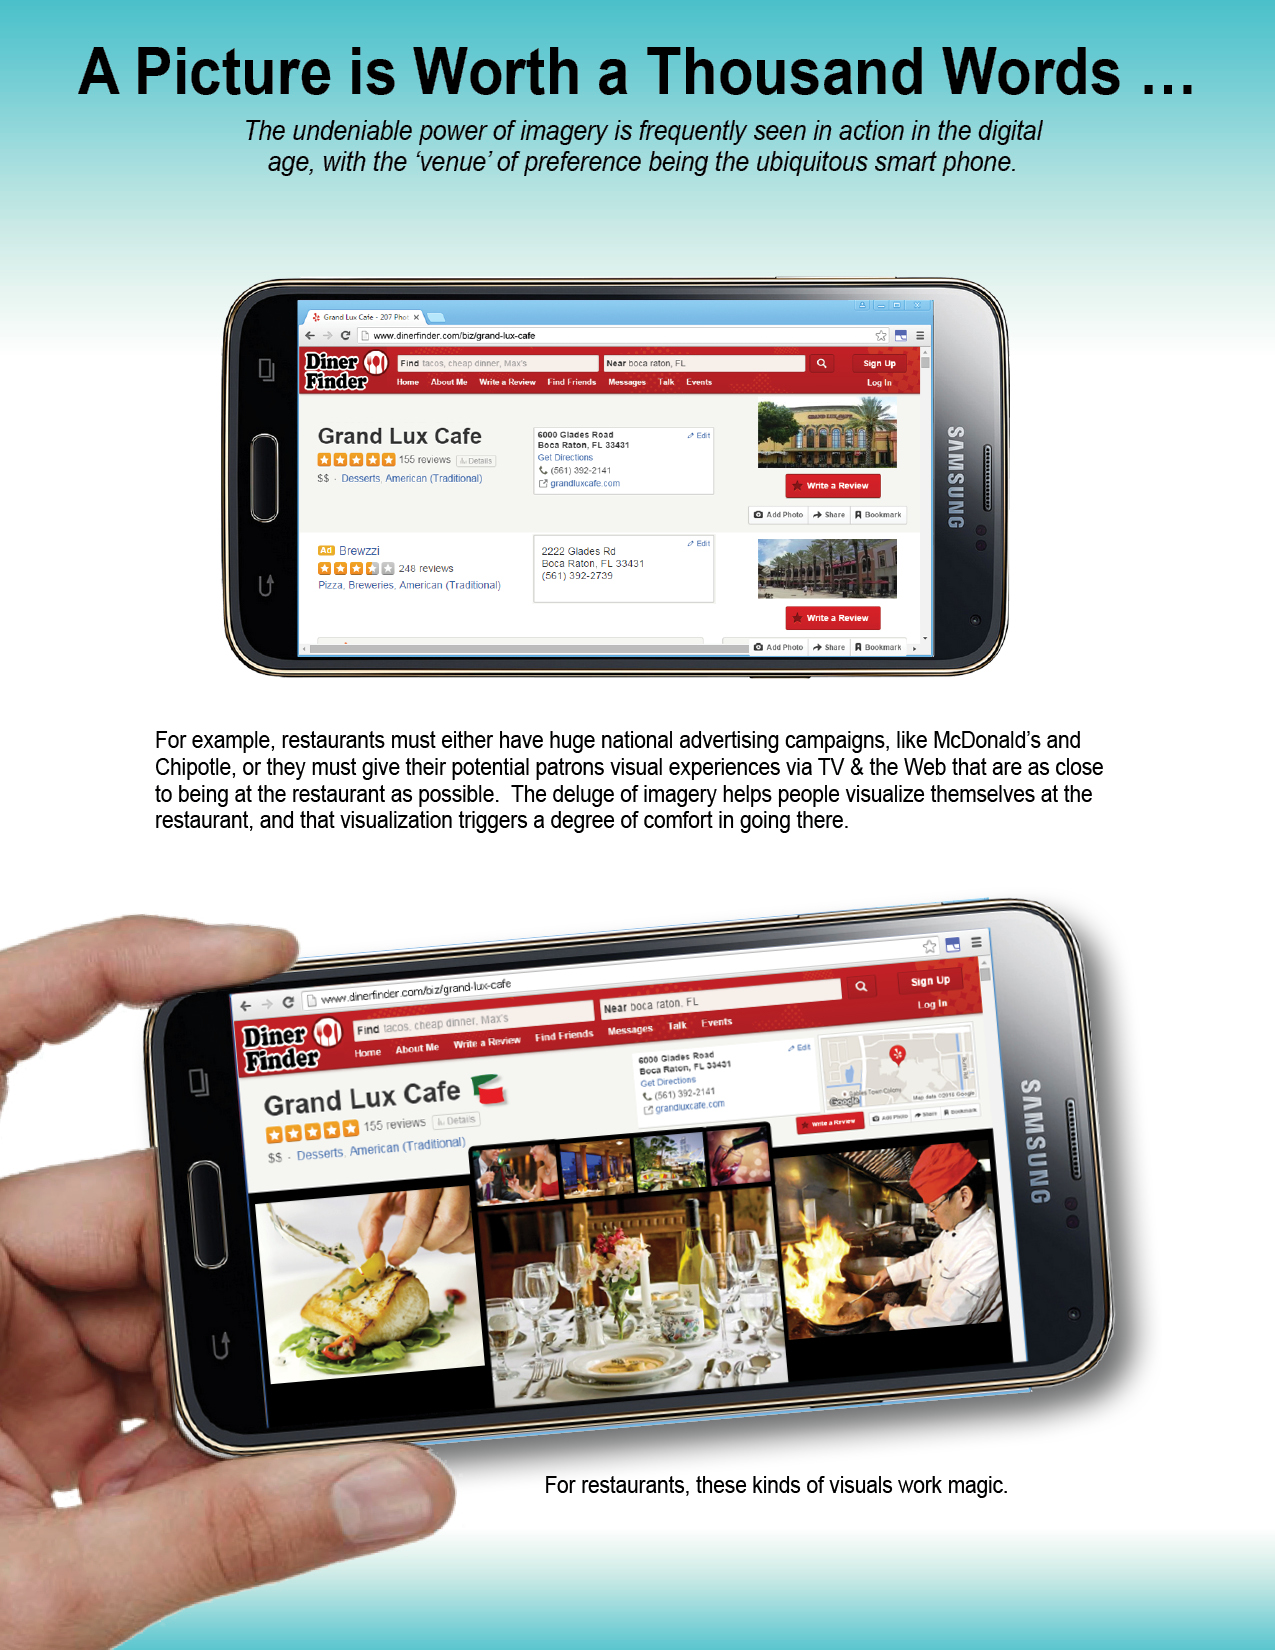 A Picture is Worth a Thousand Words ...
The undeniable power of imagery is frequently seen in action in the digital
age, with the ‘venue’ of preference being the ubiquitous smart phone.
Grand Lux Cafe - 207 Phot
www.dinerfinder.com/biz/grand-lux-cafe
Diner Finder
Find tacos, cheap dinner, Max's
Near boca raton, FL
Sign Up
Home About Me Write a Review Find Friends Messages Talk Events
Log In
Grand Lux Cafe
155 reviews Details
$$ · Desserts, American (Traditional)
6000 Glades Road
Boca Raton, FL 33431
Edit
Get Directions
(561) 392-2141
grandluxcafe.com
Write a Review
Add Photo Share Bookmark
Ad Brewzzi
248 reviews
Pizza, Breweries, American (Traditional)
2222 Glades Rd
Boca Raton, FL 33431
(561) 392-2739
Edit
Write a Review
Add Photo Share Bookmark
SAMSUNG
For example, restaurants must either have huge national advertising campaigns, like McDonald’s and
Chipotle, or they must give their potential patrons visual experiences via TV & the Web that are as close
to being at the restaurant as possible.  The deluge of imagery helps people visualize themselves at the
restaurant, and that visualization triggers a degree of comfort in going there.
www.dinerfinder.com/biz/grand-lux-cafe
Diner Finder
Find tacos, cheap dinner, Max's
Near boca raton, FL
Sign Up
Home About Me Write a Review Find Friends Messages Talk Events
Log In
Grand Lux Cafe
155 reviews Details
$$ · Desserts, American (Traditional)
6000 Glades Road
Boca Raton, FL 33431
Edit
Get Directions
(561) 392-2141
grandluxcafe.com
Town Colony
Google
Map data ©2015 Google
Write a Review
Add Photo Share Bookmark
SAMSUNG
For restaurants, these kinds of visuals work magic.